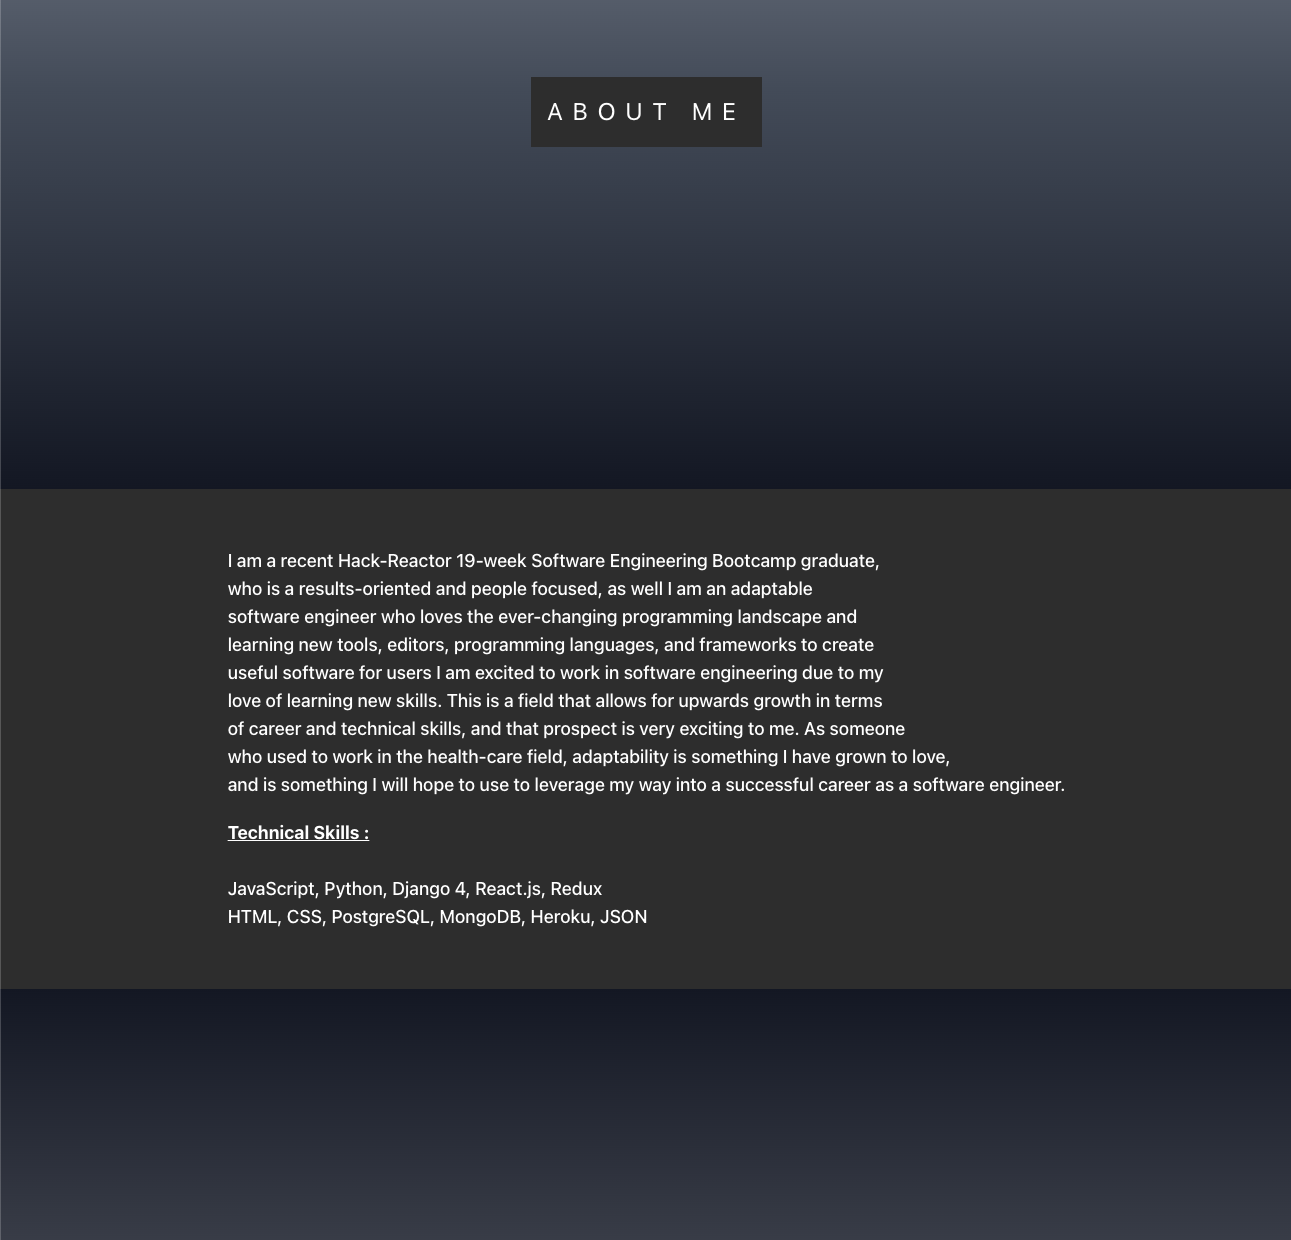 ABOUT ME
I am a recent Hack-Reactor 19-week Software Engineering Bootcamp graduate,
who is a results-oriented and people focused, as well I am an adaptable
software engineer who loves the ever-changing programming landscape and
learning new tools, editors, programming languages, and frameworks to create
useful software for users I am excited to work in software engineering due to my
love of learning new skills. This is a field that allows for upwards growth in terms
of career and technical skills, and that prospect is very exciting to me. As someone
who used to work in the health-care field, adaptability is something I have grown to love,
and is something I will hope to use to leverage my way into a successful career as a software engineer.
Technical Skills :
JavaScript, Python, Django 4, React.js, Redux
HTML, CSS, PostgreSQL, MongoDB, Heroku, JSON